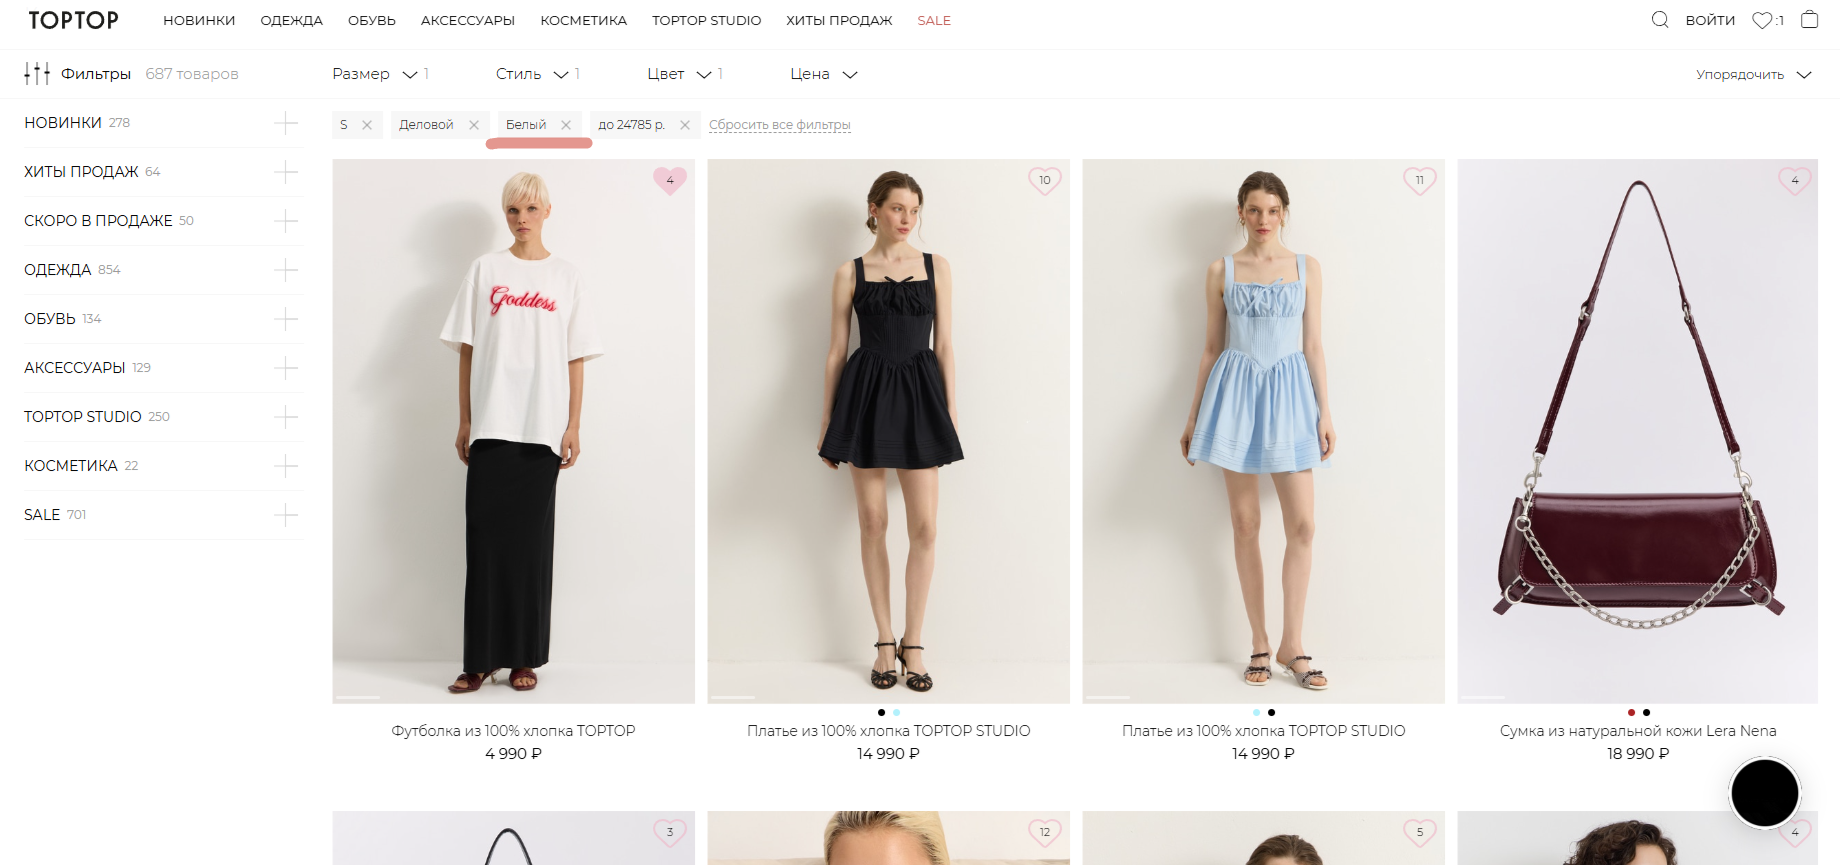 TOPTOP НОВИНКИ ОДЕЖДА ОБУВЬ АКСЕССУАРЫ КОСМЕТИКА TOPTOP STUDIO ХИТЫ ПРОДАЖ SALE ВОЙТИ :1
Фильтры 687 товаров Размер 1 Стиль 1 Цвет 1 Цена Упорядочить
НОВИНКИ 278
ХИТЫ ПРОДАЖ 64
СКОРО В ПРОДАЖЕ 50
ОДЕЖДА 854
ОБУВЬ 134
АКСЕССУАРЫ 129
TOPTOP STUDIO 250
КОСМЕТИКА 22
SALE 701
S Деловой Белый до 24785 р. Сбросить все фильтры
4
10
11
4
Goddess
Футболка из 100% хлопка TOPTOP
4 990 ₽
Платье из 100% хлопка TOPTOP STUDIO
14 990 ₽
Платье из 100% хлопка TOPTOP STUDIO
14 990 ₽
Сумка из натуральной кожи Lera Nena
18 990 ₽
3
12
5
4